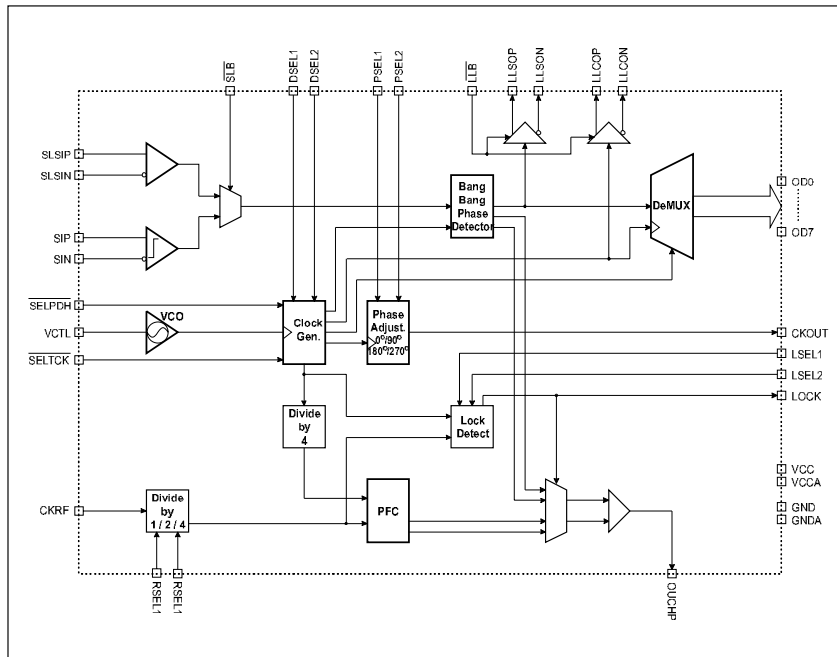 SLB
DSEL1
DSEL2
PSEL1
PSEL2
LLB
LLSOP
LLSON
LLCOP
LLCON
SLSIP
SLSIN
SIP
SIN
SELPDH
VCTL
SELTCK
CKRF
VCO
Clock
Gen.
Bang
Bang
Phase
Detector
DeMUX
Phase
Adjust.
0°/90°
180°/270°
Divide
by
4
Lock
Detect
Divide
by
1 / 2 / 4
PFC
OD0
OD7
CKOUT
LSEL1
LSEL2
LOCK
VCC
VCCA
GND
GNDA
RSEL1
RSEL1
OUCHP